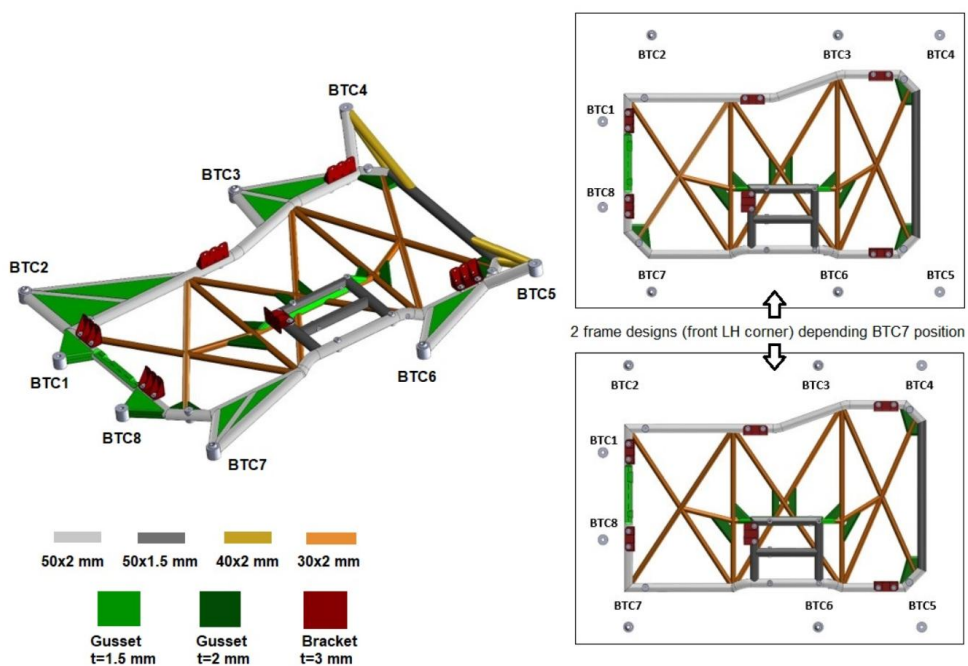 BTC4
BTC3
BTC2
BTC5
BTC1
BTC6
BTC8
BTC7
50x2 mm
50x1.5 mm
40x2 mm
30x2 mm
Gusset
t=1.5 mm
Gusset
t=2 mm
Bracket
t=3 mm
BTC2
BTC3
BTC4
BTC1
BTC8
BTC7
BTC6
BTC5
2 frame designs (front LH corner) depending BTC7 position
BTC2
BTC3
BTC4
BTC1
BTC8
BTC7
BTC6
BTC5